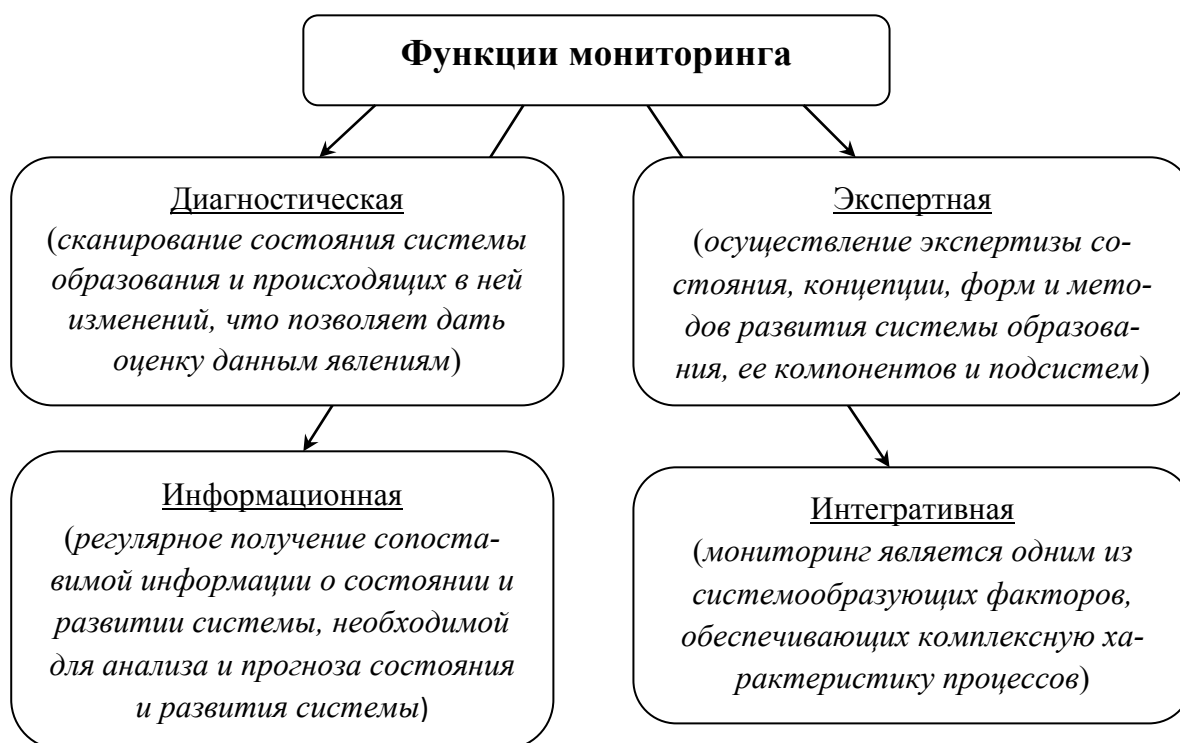 Функции мониторинга
Диагностическая
(сканирование состояния системы
образования и происходящих в ней
изменений, что позволяет дать
оценку данным явлениям)
Экспертная
(осуществление экспертизы со-
стояния, концепции, форм и мето-
дов развития системы образова-
ния, ее компонентов и подсистем)
Информационная
(регулярное получение сопоста-
вимой информации о состоянии и
развитии системы, необходимой
для анализа и прогноза состояния
и развития системы)
Интегративная
(мониторинг является одним из
системообразующих факторов,
обеспечивающих комплексную ха-
рактеристику процессов)